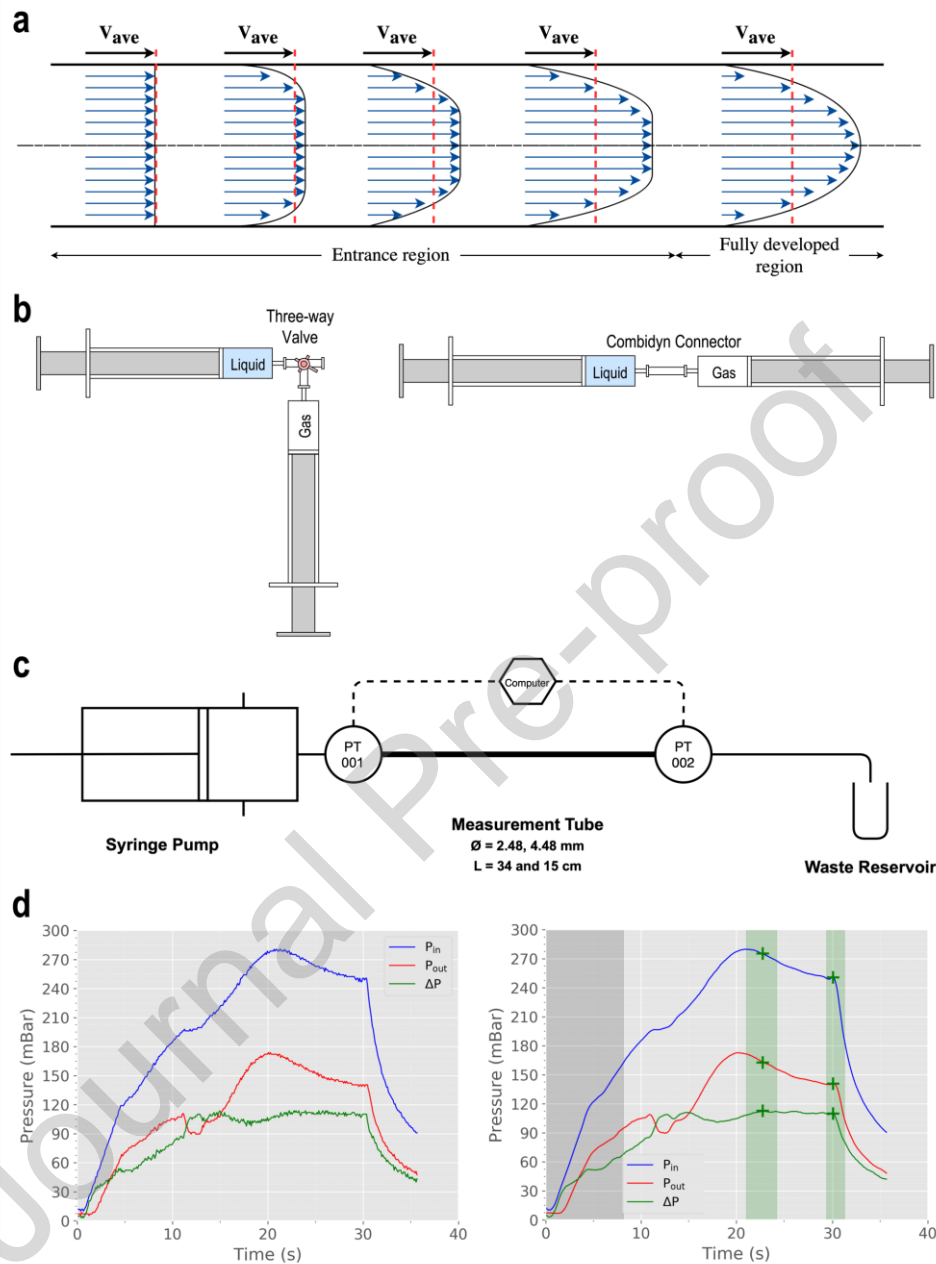 a
Vave Vave Vave Vave Vave
Entrance region
Fully developed
region
b
Three-way
Valve
Liquid
Gas
Combidyn Connector
Liquid
Gas
c
Computer
PT
001
PT
002
Syringe Pump
Measurement Tube
Ø = 2.48, 4.48 mm
L = 34 and 15 cm
Waste Reservoir
d
Pressure (mBar)
300
270
240
210
180
150
120
90
60
30
0
0 10 20 30 40
Time (s)
Pin
Pout
ΔP
Pressure (mBar)
300
270
240
210
180
150
120
90
60
30
0
0 10 20 30 40
Time (s)
Pin
Pout
ΔP
Journal Pre-proof